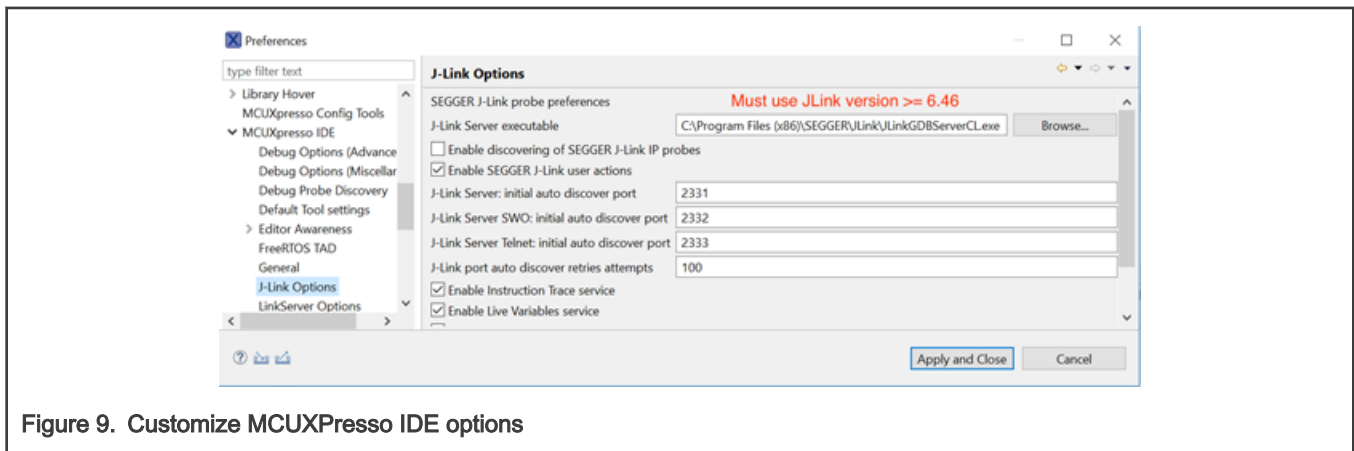 Preferences
type filter text
> Library Hover
MCUXpresso Config Tools
MCUXpresso IDE
Debug Options (Advance
Debug Options (Miscellar
Debug Probe Discovery
Default Tool settings
> Editor Awareness
FreeRTOS TAD
General
J-Link Options
LinkServer Options
J-Link Options
SEGGER J-Link probe preferences Must use JLink version >= 6.46
J-Link Server executable C:\Program Files (x86)\SEGGER\JLink\JLinkGDBServerCL.exe Browse...
Enable discovering of SEGGER J-Link IP probes
Enable SEGGER J-Link user actions
J-Link Server: initial auto discover port 2331
J-Link Server SWO: initial auto discover port 2332
J-Link Server Telnet: initial auto discover port 2333
J-Link port auto discover retries attempts 100
Enable Instruction Trace service
Enable Live Variables service
Apply and Close Cancel
Figure 9. Customize MCUXPresso IDE options